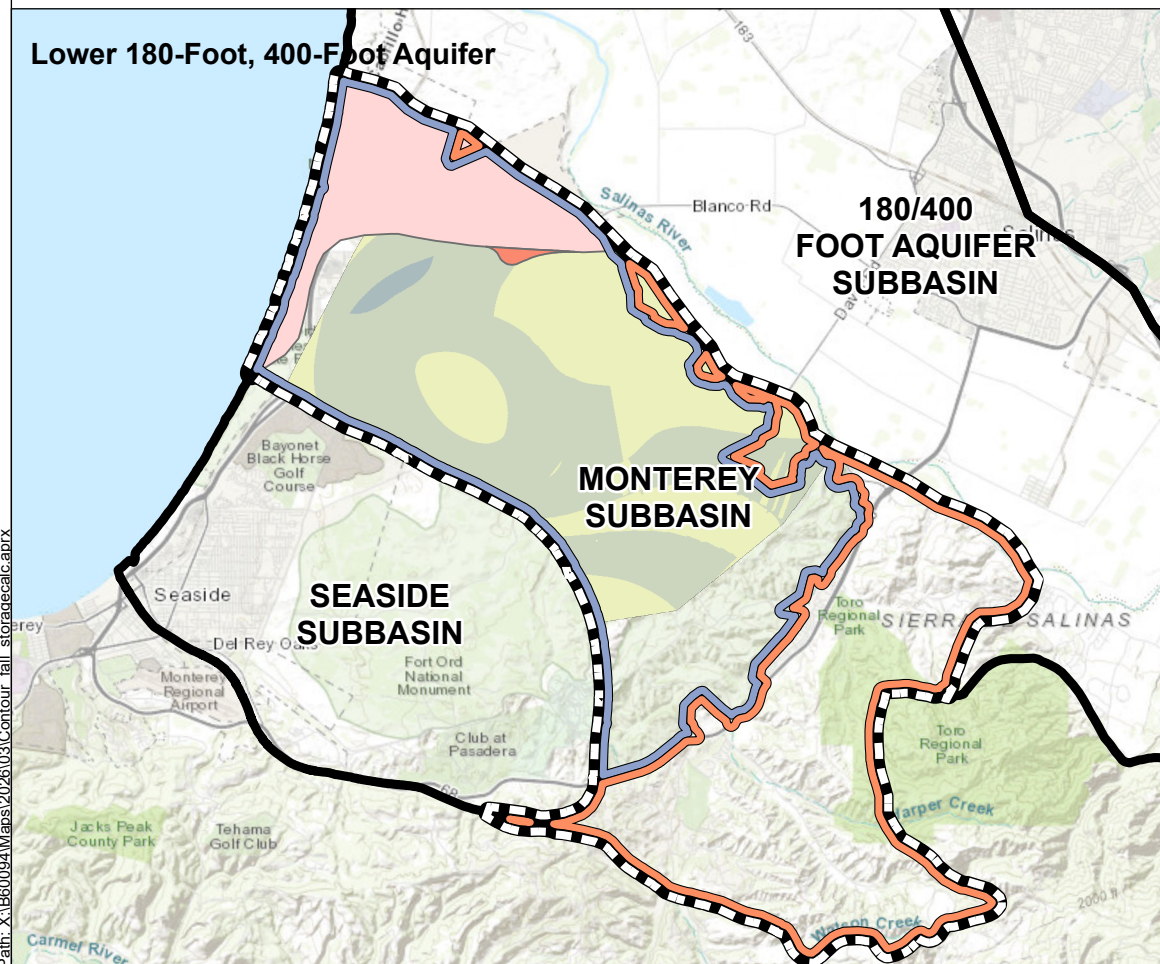 Lower 180-Foot, 400-Foot Aquifer
183
Salinas River
Blanco Rd
180/400
FOOT AQUIFER
SUBBASIN
Salinas
Bayonet
Black Horse
Golf
Course
MONTEREY
SUBBASIN
Seaside
SEASIDE
SUBBASIN
Del Rey Oaks
Toro
Regional
Park
SIERRA SALINAS
Fort Ord
National
Monument
Monterey
Regional
Airport
Club at
Pasadera
Toro
Regional
Park
Harper Creek
Jacks Peak
County Park
Tehama
Golf Club
2000 ft
Watson Creek
Carmel River
Path: X:\B60094\Maps\2026\03\Contour_fall_storagecalc.aprx